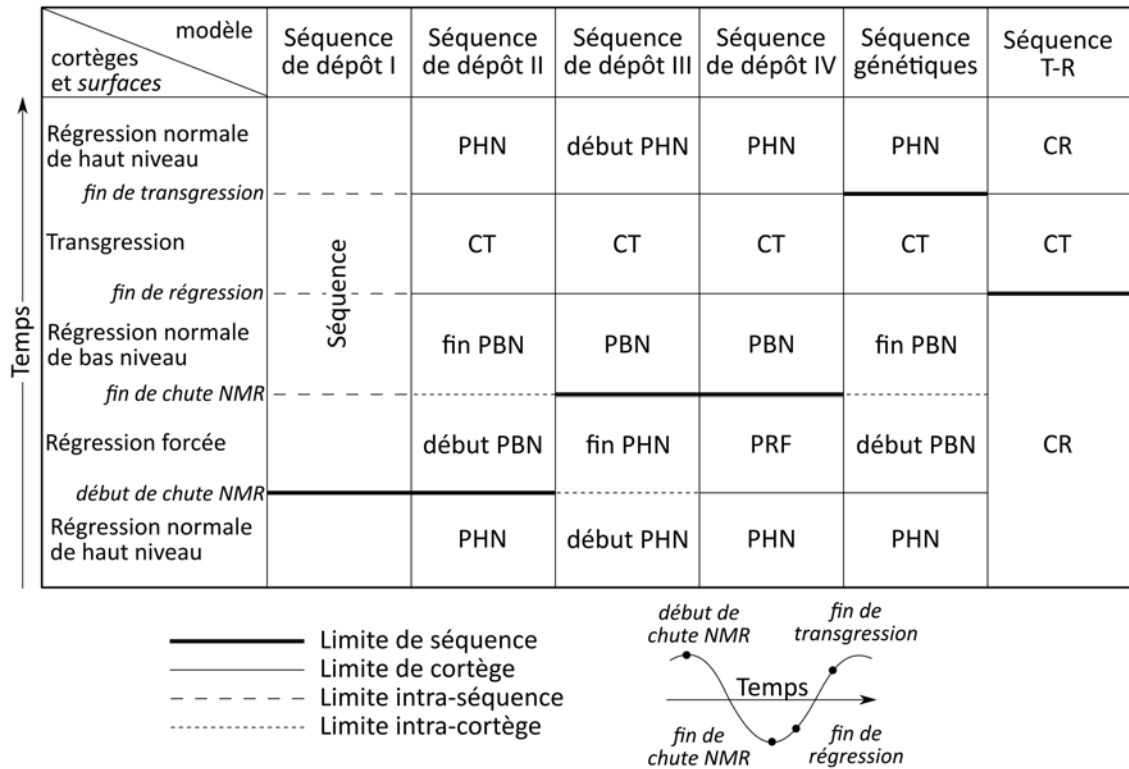 modèle
cortèges
et surfaces
Séquence
de dépôt I
Séquence
de dépôt II
Séquence
de dépôt III
Séquence
de dépôt IV
Séquence
génétiques
Séquence
T-R
Temps
Régression normale
de haut niveau
PHN
début PHN
PHN
PHN
CR
fin de transgression
Transgression
Séquence
CT
CT
CT
CT
CT
fin de régression
Régression normale
de bas niveau
fin PBN
PBN
PBN
fin PBN
fin de chute NMR
Régression forcée
début PBN
fin PHN
PRF
début PBN
CR
début de chute NMR
Régression normale
de haut niveau
PHN
début PHN
PHN
PHN
Limite de séquence
Limite de cortège
Limite intra-séquence
Limite intra-cortège
début de
chute NMR
fin de
transgression
Temps
fin de
chute NMR
fin de
régression